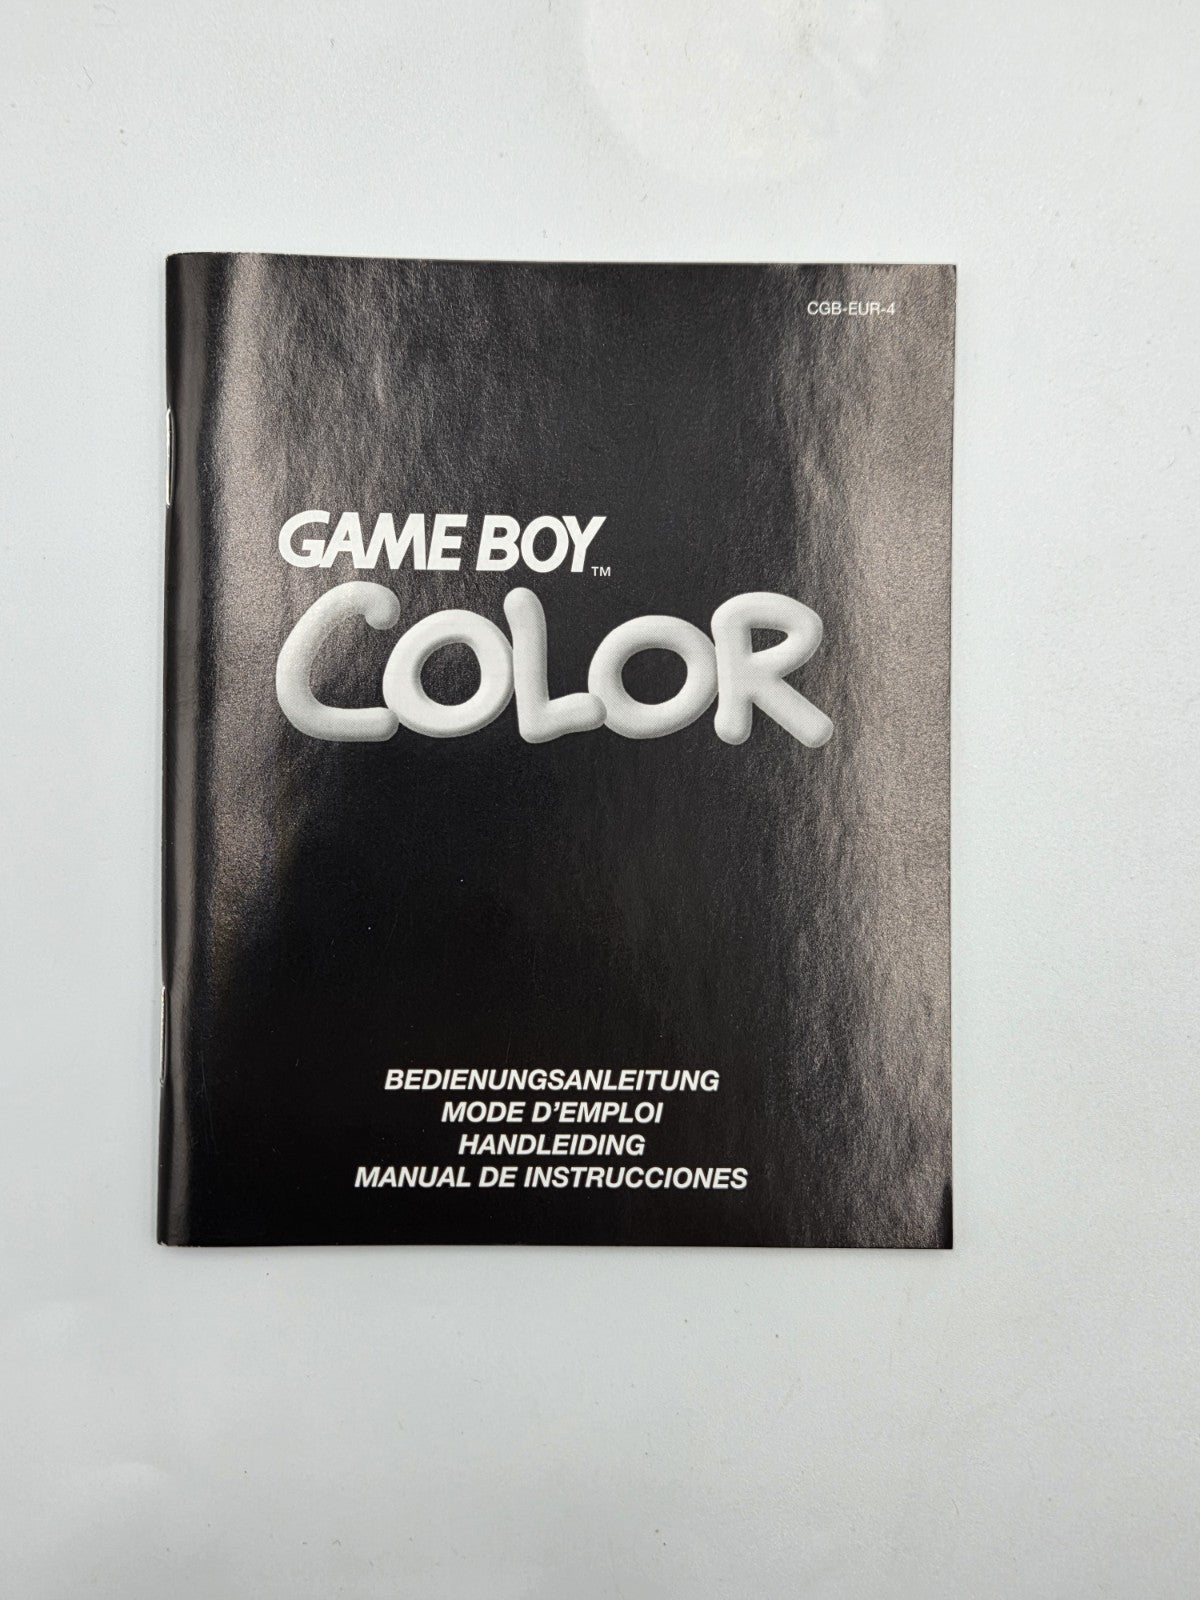 CGB-EUR-4
GAME BOY™
COLOR
BEDIENUNGSANLEITUNG
MODE D'EMPLOI
HANDLEIDING
MANUAL DE INSTRUCCIONES